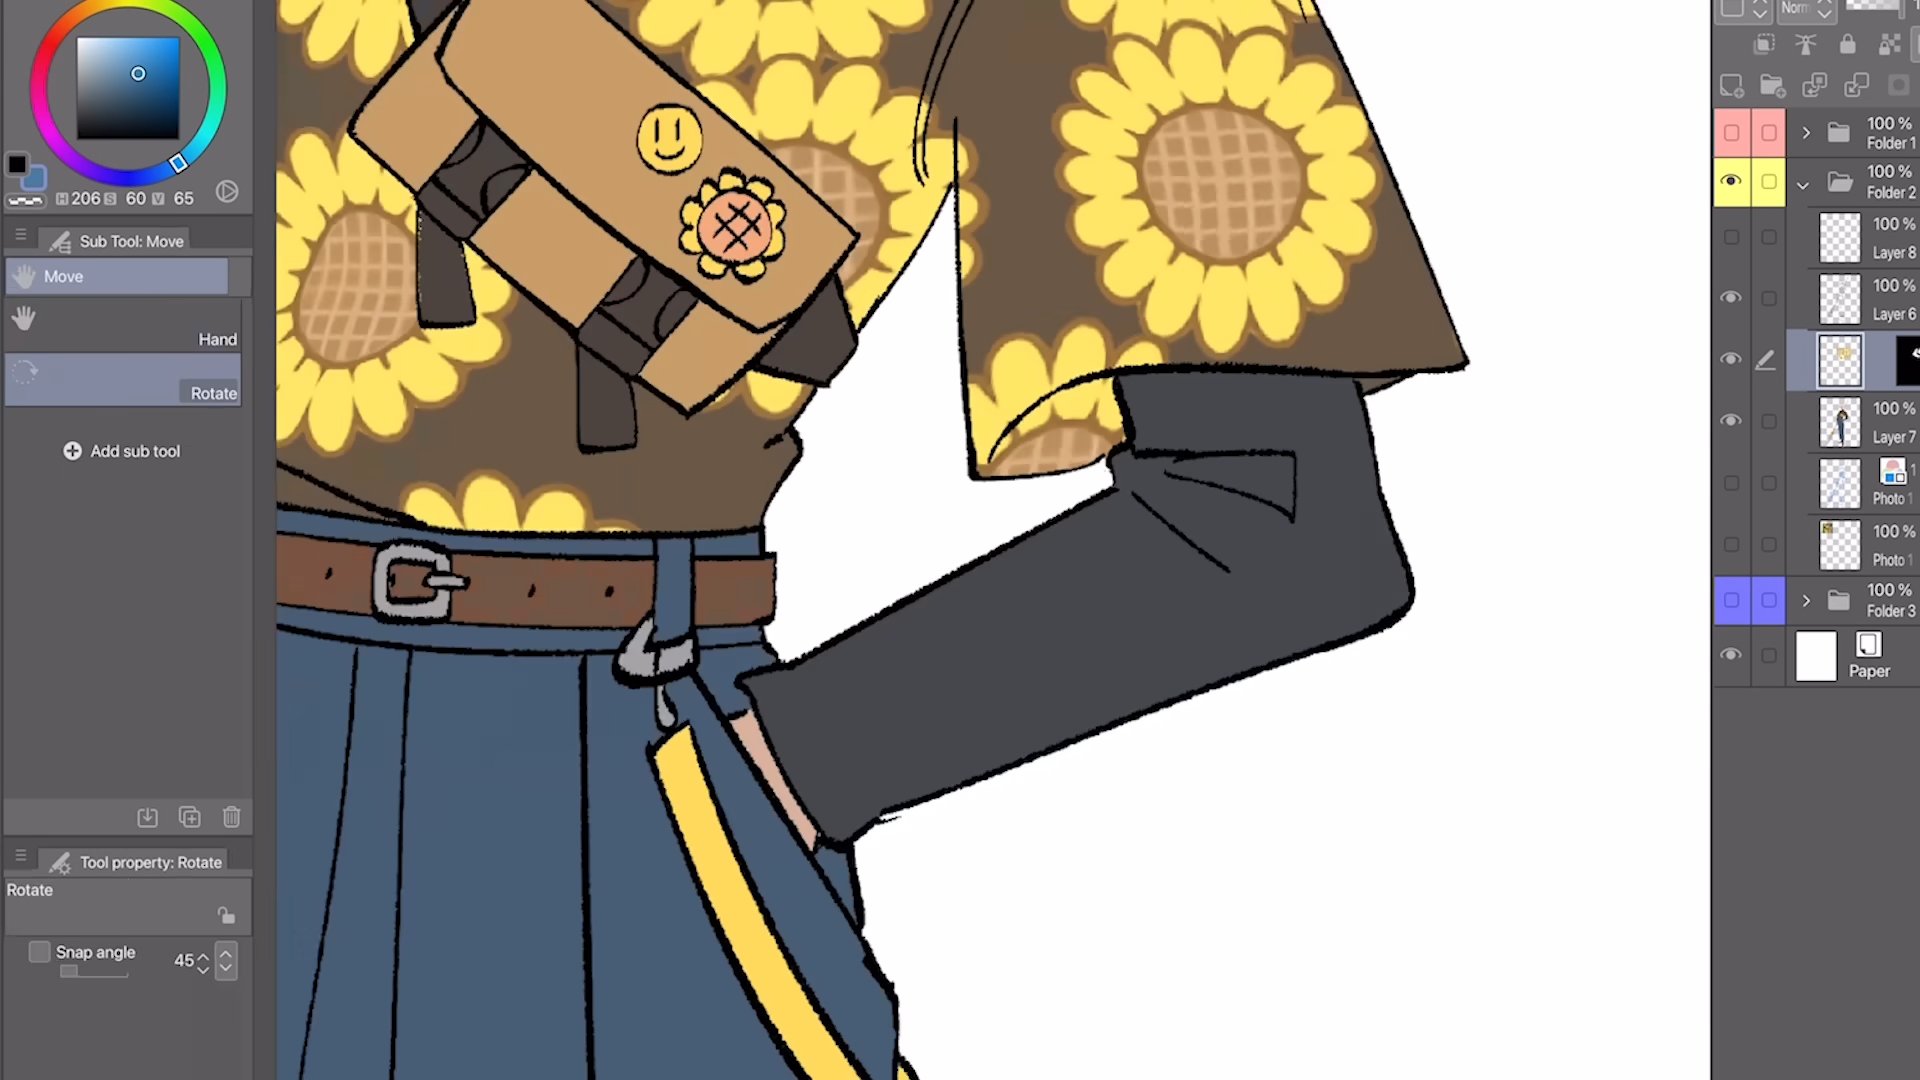 H 206 S 60 V 65
Sub Tool: Move
Move
Hand
Rotate
Add sub tool
Tool property: Rotate
Rotate
Snap angle 45
Norm
100 %
Folder 1
100 %
Folder 2
100 %
Layer 8
100 %
Layer 6
100 %
Layer 7
1
Photo 1
100 %
Photo 1
100 %
Folder 3
Paper